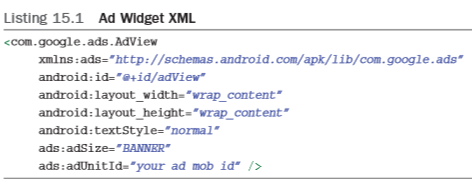 Listing 15.1 Ad Widget XML
<com.google.ads.AdView
xmlns:ads="http://schemas.android.com/apk/lib/com.google.ads"
android:id="@+id/adView"
android:layout_width="wrap_content"
android:layout_height="wrap_content"
android:textStyle="normal"
ads:adSize="BANNER"
ads:adUnitId="your ad mob id" />